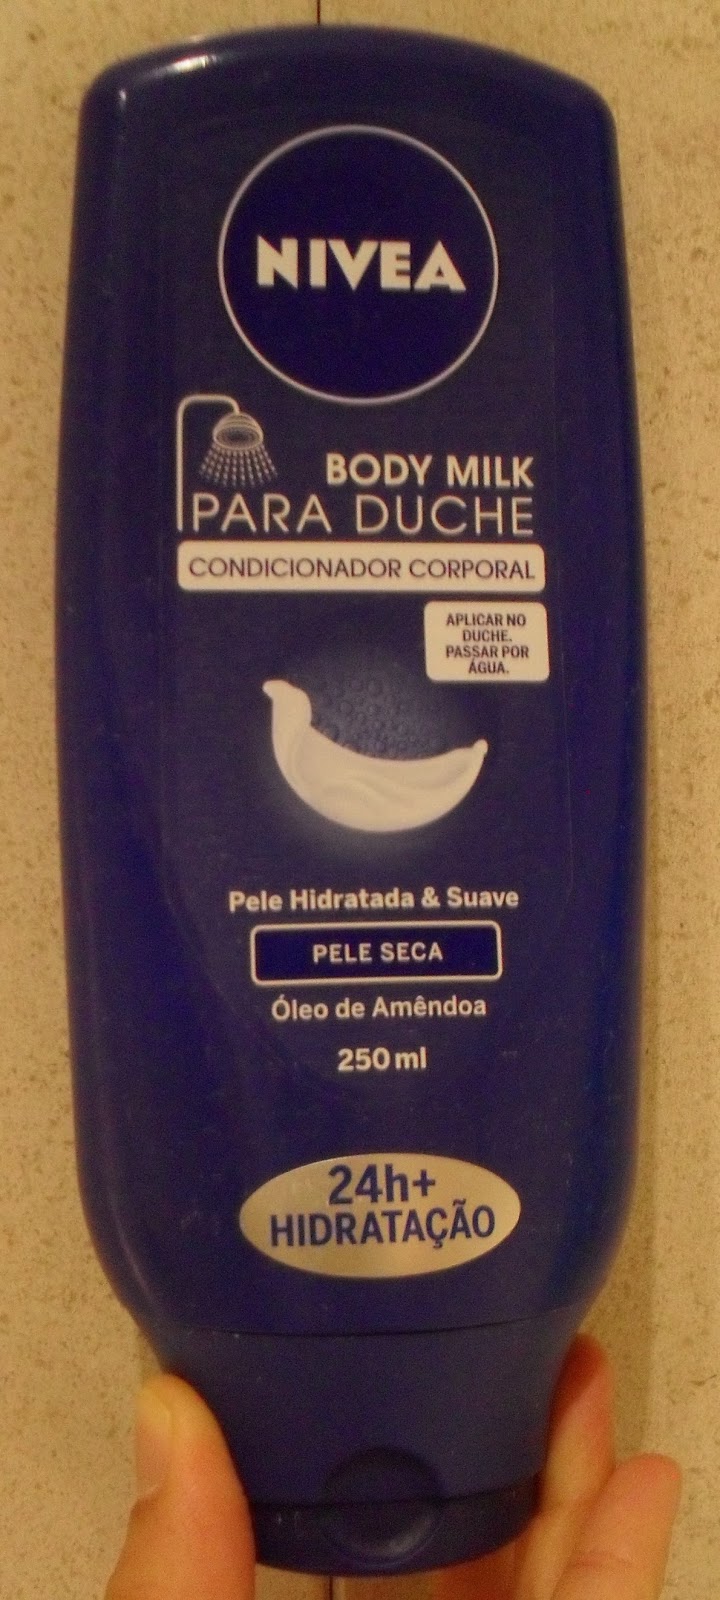 NIVEA
BODY MILK
PARA DUCHE
CONDICIONADOR CORPORAL
APLICAR NO
DUCHE.
PASSAR POR
ÁGUA.
Pele Hidratada & Suave
PELE SECA
Óleo de Amêndoa
250 ml
24h+
HIDRATAÇÃO